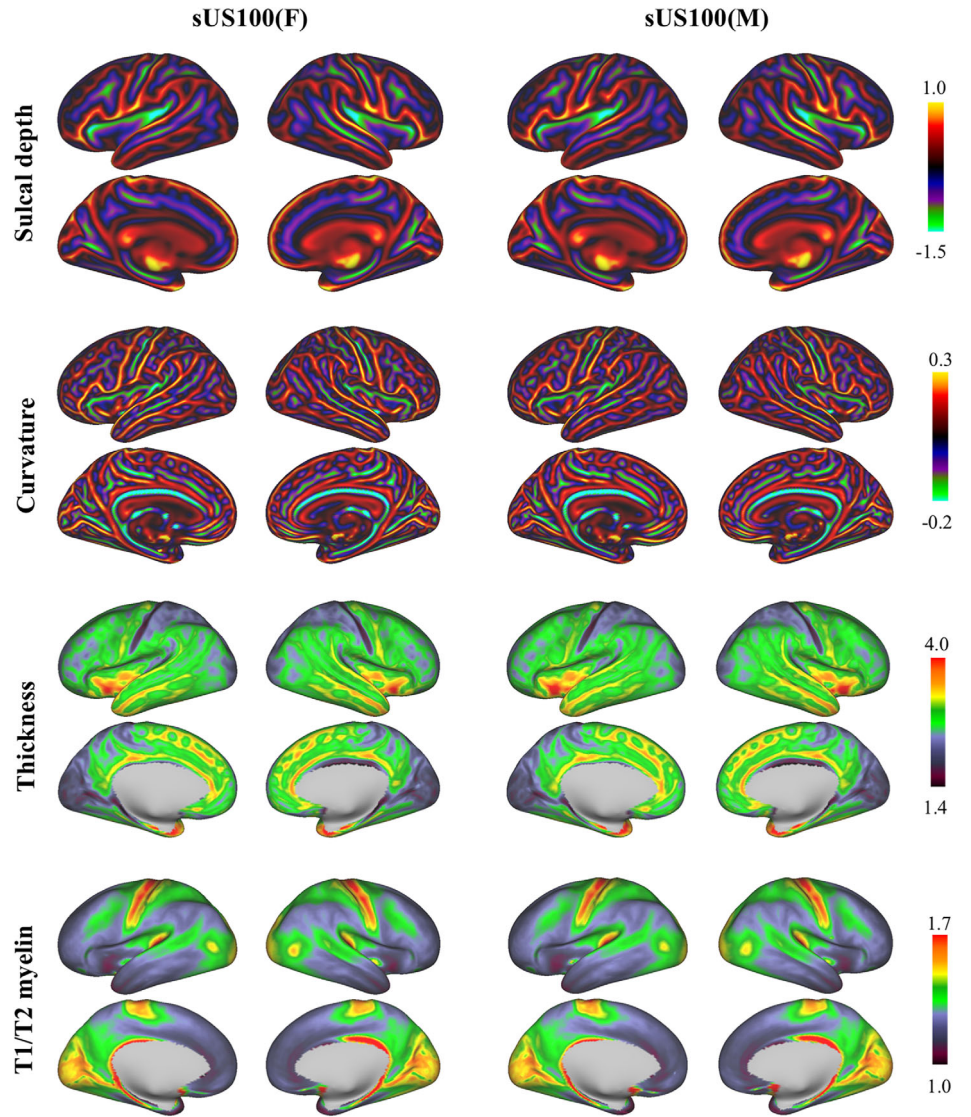 sUS100(F) sUS100(M)
Sulcal depth
1.0
-1.5
Curvature
0.3
-0.2
Thickness
4.0
1.4
T1/T2 myelin
1.7
1.0